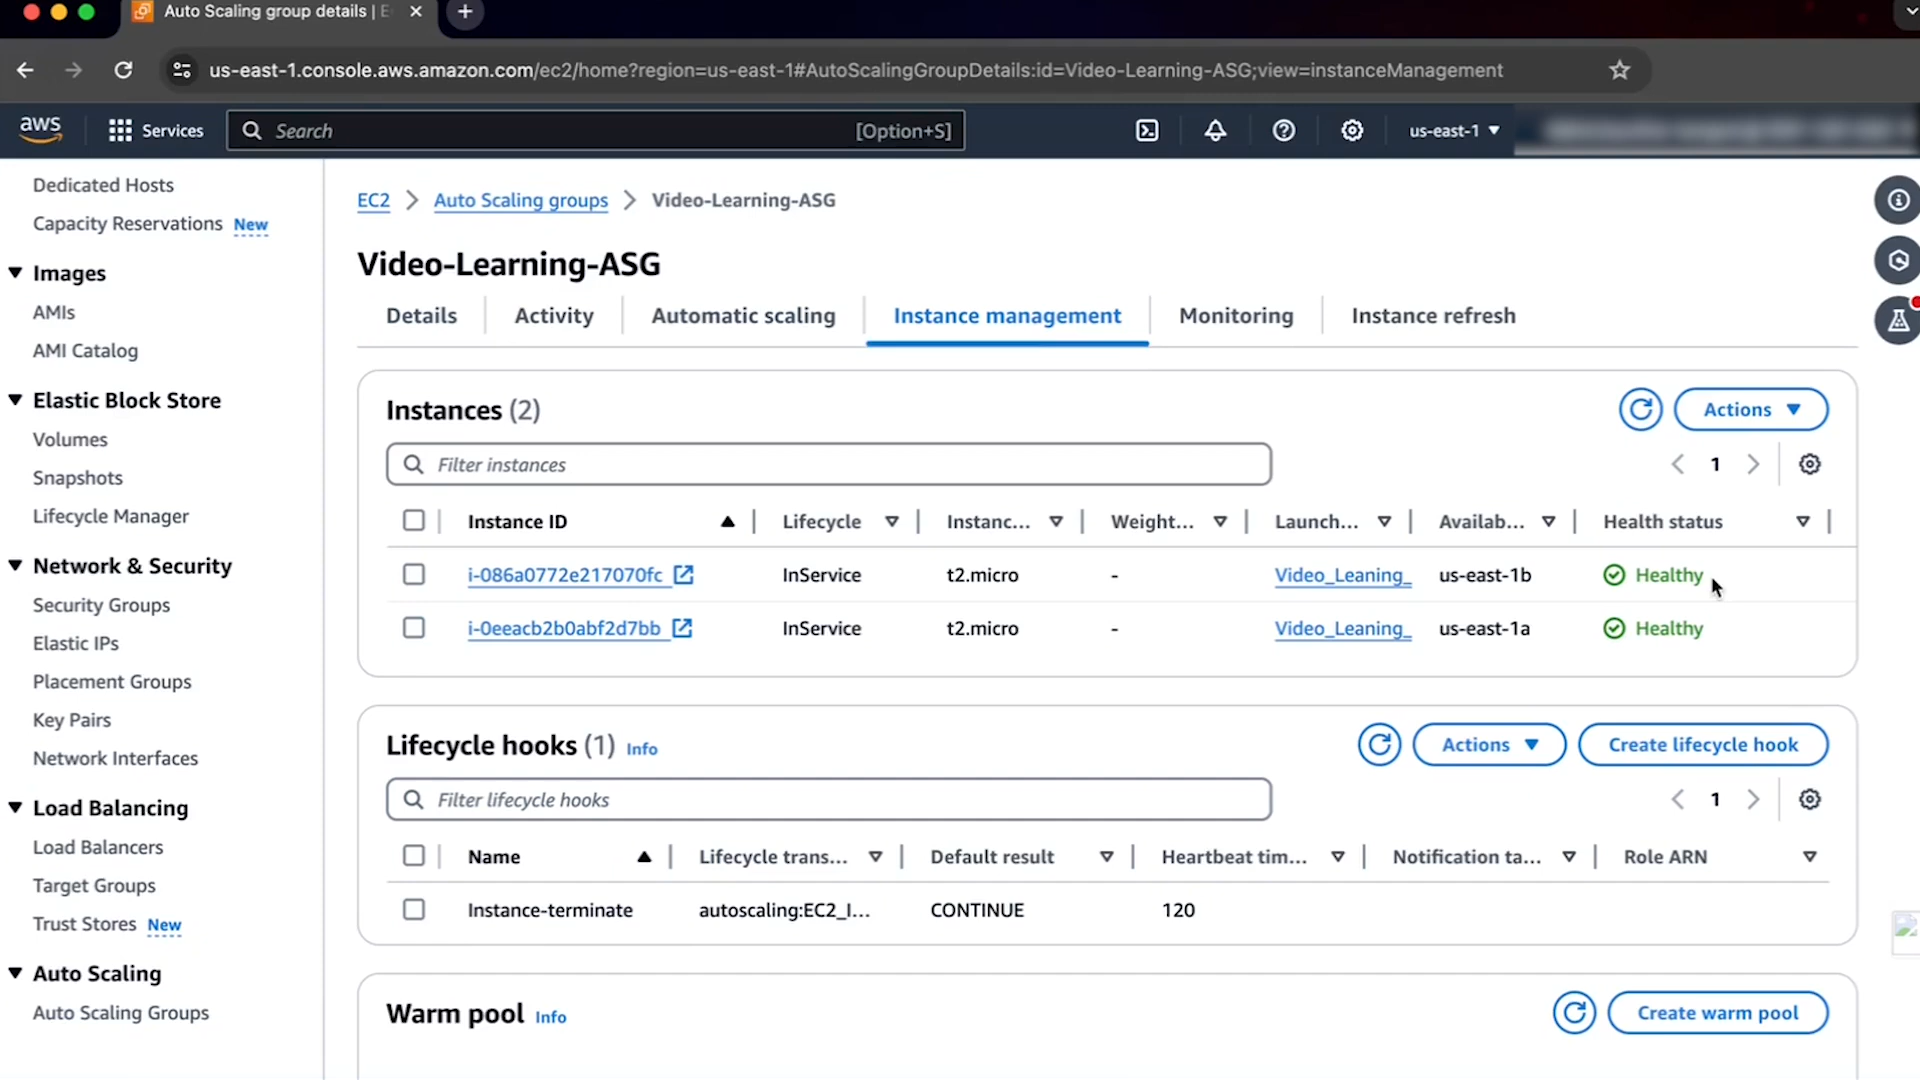 Auto Scaling group details | E
us-east-1.console.aws.amazon.com/ec2/home?region=us-east-1#AutoScalingGroupDetails:id=Video-Learning-ASG;view=instanceManagement
aws Services Search [Option+S] us-east-1
Dedicated Hosts
Capacity Reservations New
Images
AMIs
AMI Catalog
Elastic Block Store
Volumes
Snapshots
Lifecycle Manager
Network & Security
Security Groups
Elastic IPs
Placement Groups
Key Pairs
Network Interfaces
Load Balancing
Load Balancers
Target Groups
Trust Stores New
Auto Scaling
Auto Scaling Groups
EC2 Auto Scaling groups Video-Learning-ASG
Video-Learning-ASG
Details Activity Automatic scaling Instance management Monitoring Instance refresh
Instances (2) Actions
Filter instances 1
Instance ID Lifecycle Instanc... Weight... Launch... Availab... Health status
i-086a0772e217070fc InService t2.micro - Video_Leaning_ us-east-1b Healthy
i-0eeacb2b0abf2d7bb InService t2.micro - Video_Leaning_ us-east-1a Healthy
Lifecycle hooks (1) Info Actions Create lifecycle hook
Filter lifecycle hooks 1
Name Lifecycle trans... Default result Heartbeat tim... Notification ta... Role ARN
Instance-terminate autoscaling:EC2_I... CONTINUE 120
Warm pool Info Create warm pool